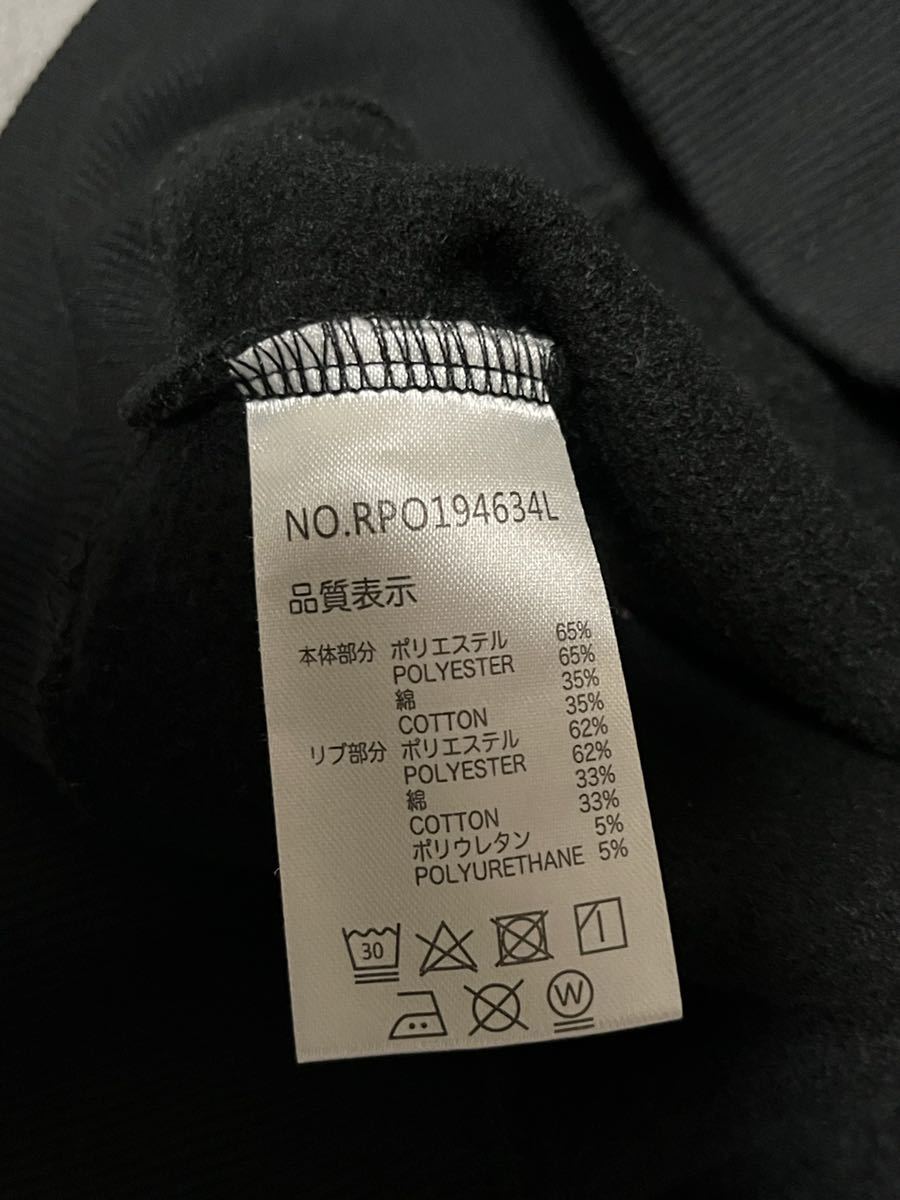 NO.RPO194634L
品質表示
本体部分 ポリエステル 65%
POLYESTER 65%
綿 35%
COTTON 35%
リブ部分 ポリエステル 62%
POLYESTER 62%
綿 33%
COTTON 33%
ポリウレタン 5%
POLYURETHANE 5%
30
W